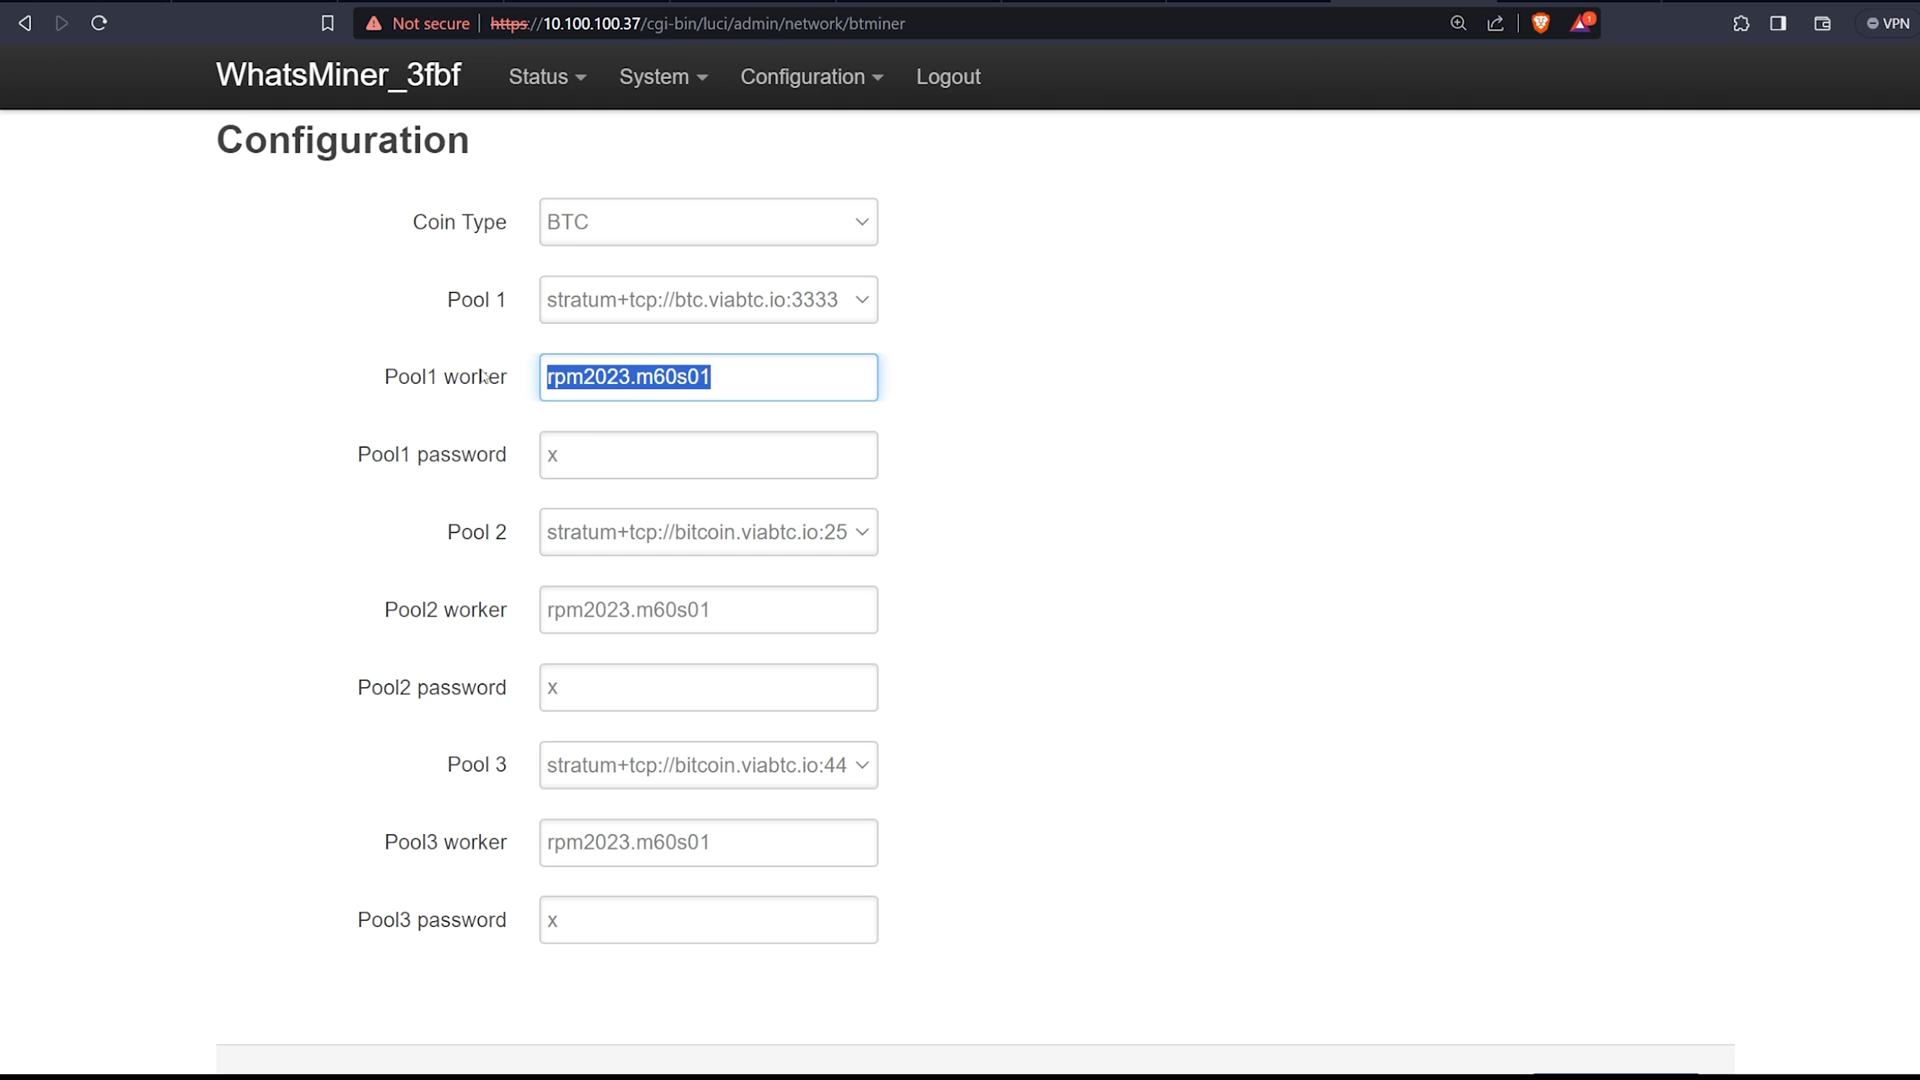 Not secure https://10.100.100.37/cgi-bin/luci/admin/network/btminer 1 VPN
WhatsMiner_3fbf Status System Configuration Logout
Configuration
Coin Type BTC
Pool 1 stratum+tcp://btc.viabtc.io:3333
Pool1 worker rpm2023.m60s01
Pool1 password x
Pool 2 stratum+tcp://bitcoin.viabtc.io:25
Pool2 worker rpm2023.m60s01
Pool2 password x
Pool 3 stratum+tcp://bitcoin.viabtc.io:44
Pool3 worker rpm2023.m60s01
Pool3 password x